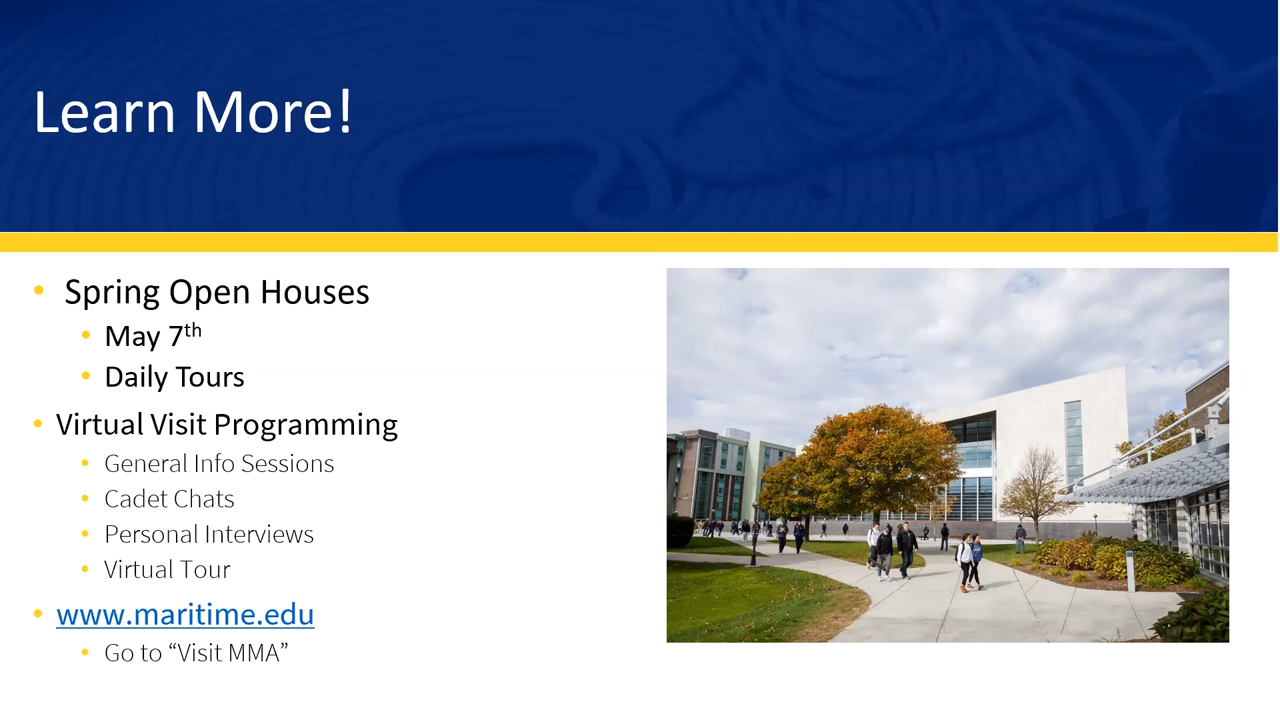 Learn More!
• Spring Open Houses
• May 7th
• Daily Tours
• Virtual Visit Programming
• General Info Sessions
• Cadet Chats
• Personal Interviews
• Virtual Tour
• www.maritime.edu
• Go to “Visit MMA”